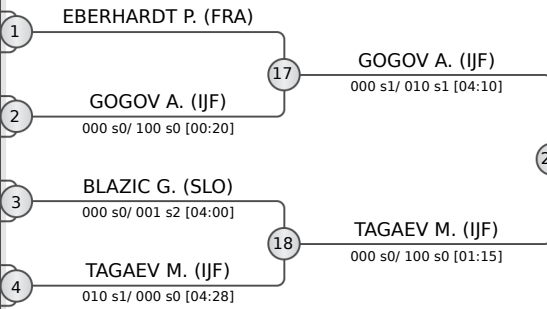 EBERHARDT P. (FRA)
1
17
GOGOV A. (IJF)
000 s1/ 010 s1 [04:10]
2
GOGOV A. (IJF)
000 s0/ 100 s0 [00:20]
2
3
BLAZIC G. (SLO)
000 s0/ 001 s2 [04:00]
18
TAGAEV M. (IJF)
000 s0/ 100 s0 [01:15]
4
TAGAEV M. (IJF)
010 s1/ 000 s0 [04:28]